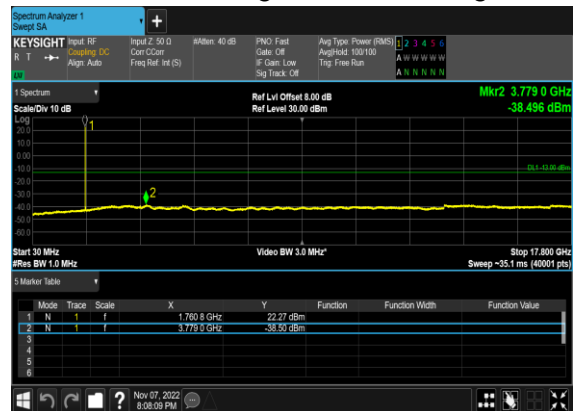 Spectrum Analyzer 1
Swept SA
+
KEYSIGHT Input: RF Input Z: 50 Ω #Atten: 40 dB PNO: Fast Avg Type: Power (RMS) 1 2 3 4 5 6
R T Coupling: DC Corr CCorr Gate: Off Avg|Hold: 100/100 A W W W W W
Align: Auto Freq Ref: Int (S) IF Gain: Low Trig: Free Run
LW Sig Track: Off A N N N N N
1 Spectrum Ref Lvl Offset 8.00 dB Mkr2 3.779 0 GHz
Scale/Div 10 dB Ref Level 30.00 dBm -38.496 dBm
Log
1
20.0
10.0
0.00
-10.0 DL1 -13.00 dBm
-20.0
-30.0 2
-40.0
-50.0
-60.0
Start 30 MHz Video BW 3.0 MHz* Stop 17.800 GHz
#Res BW 1.0 MHz Sweep ~35.1 ms (40001 pts)
5 Marker Table
Mode Trace Scale X Y Function Function Width Function Value
1 N 1 f 1.760 8 GHz 22.27 dBm
2 N 1 f 3.779 0 GHz -38.50 dBm
3
4
5
6
? Nov 07, 2022
8:08:09 PM